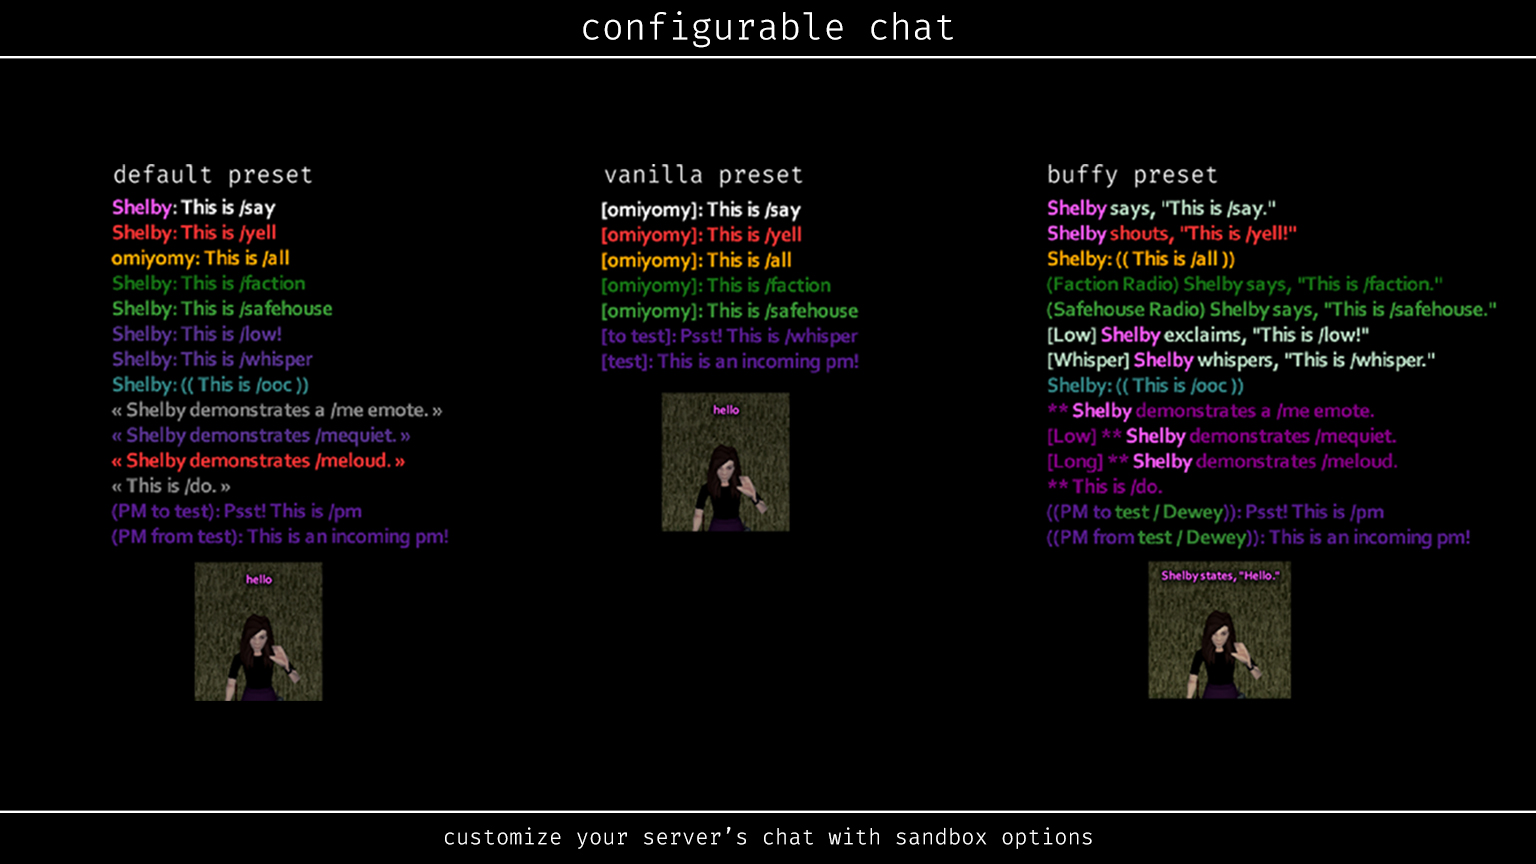 configurable chat
default preset
Shelby: This is /say
Shelby: This is /yell
omiyomy: This is /all
Shelby: This is /faction
Shelby: This is /safehouse
Shelby: This is /low!
Shelby: This is /whisper
Shelby: (( This is /ooc ))
« Shelby demonstrates a /me emote. »
« Shelby demonstrates /mequiet. »
« Shelby demonstrates /meloud. »
« This is /do. »
(PM to test): Psst! This is /pm
(PM from test): This is an incoming pm!
hello
vanilla preset
[omiyomy]: This is /say
[omiyomy]: This is /yell
[omiyomy]: This is /all
[omiyomy]: This is /faction
[omiyomy]: This is /safehouse
[to test]: Psst! This is /whisper
[test]: This is an incoming pm!
hello
buffy preset
Shelby says, "This is /say."
Shelby shouts, "This is /yell!"
Shelby: (( This is /all ))
(Faction Radio) Shelby says, "This is /faction."
(Safehouse Radio) Shelby says, "This is /safehouse."
[Low] Shelby exclaims, "This is /low!"
[Whisper] Shelby whispers, "This is /whisper."
Shelby: (( This is /ooc ))
** Shelby demonstrates a /me emote.
[Low] ** Shelby demonstrates /mequiet.
[Long] ** Shelby demonstrates /meloud.
** This is /do.
((PM to test / Dewey)): Psst! This is /pm
((PM from test / Dewey)): This is an incoming pm!
Shelby states, "Hello."
customize your server's chat with sandbox options